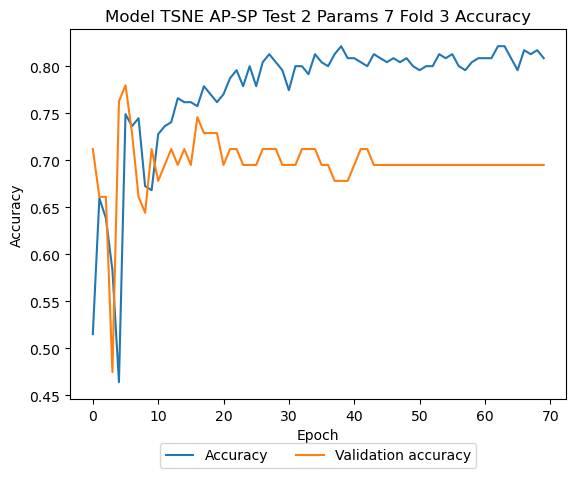 Model TSNE AP-SP Test 2 Params 7 Fold 3 Accuracy
Accuracy
0.80
0.75
0.70
0.65
0.60
0.55
0.50
0.45
0 10 20 30 40 50 60 70
Epoch
Accuracy Validation accuracy